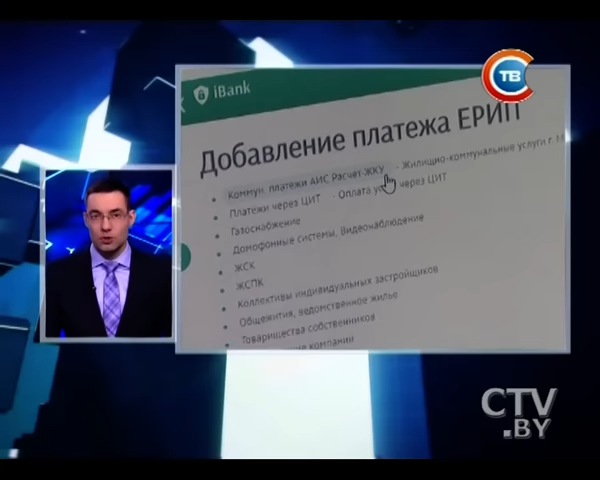 iBank
СТВ
Добавление платежа ЕРИП
Коммун. платежи АИС Расчет-ЖКУ - Жилищно-коммунальные услуги г.
Платежи через ЦИТ - Оплата через ЦИТ
Газоснабжение
Домофонные системы, Видеонаблюдение
ЖСК
ЖСПК
Коллективы индивидуальных застройщиков
Общежития, ведомственное жилье
Товарищества собственников
компании
CTV
.BY